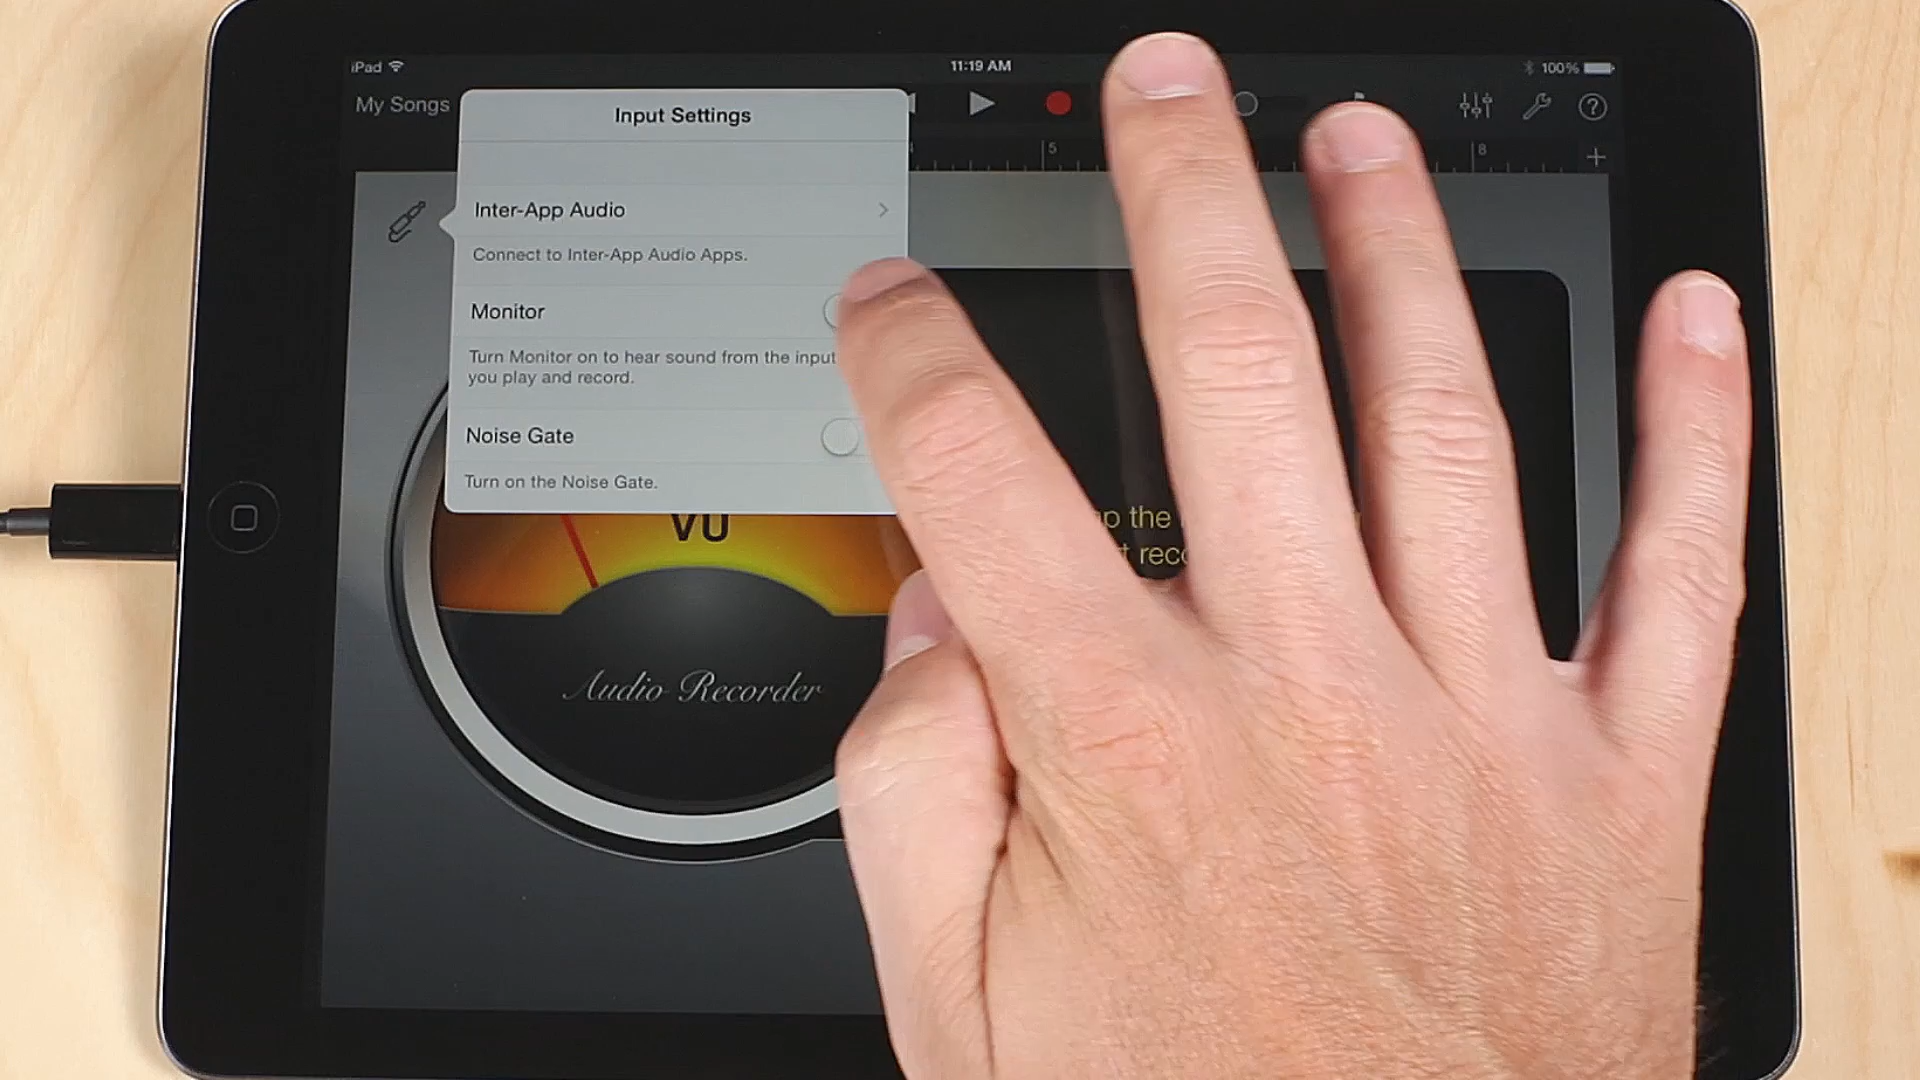 iPad
11:19 AM
100%
My Songs
Input Settings
5
8
Inter-App Audio
Connect to Inter-App Audio Apps.
Monitor
Turn Monitor on to hear sound from the input
you play and record.
Noise Gate
Turn on the Noise Gate.
VU
the
Audio Recorder